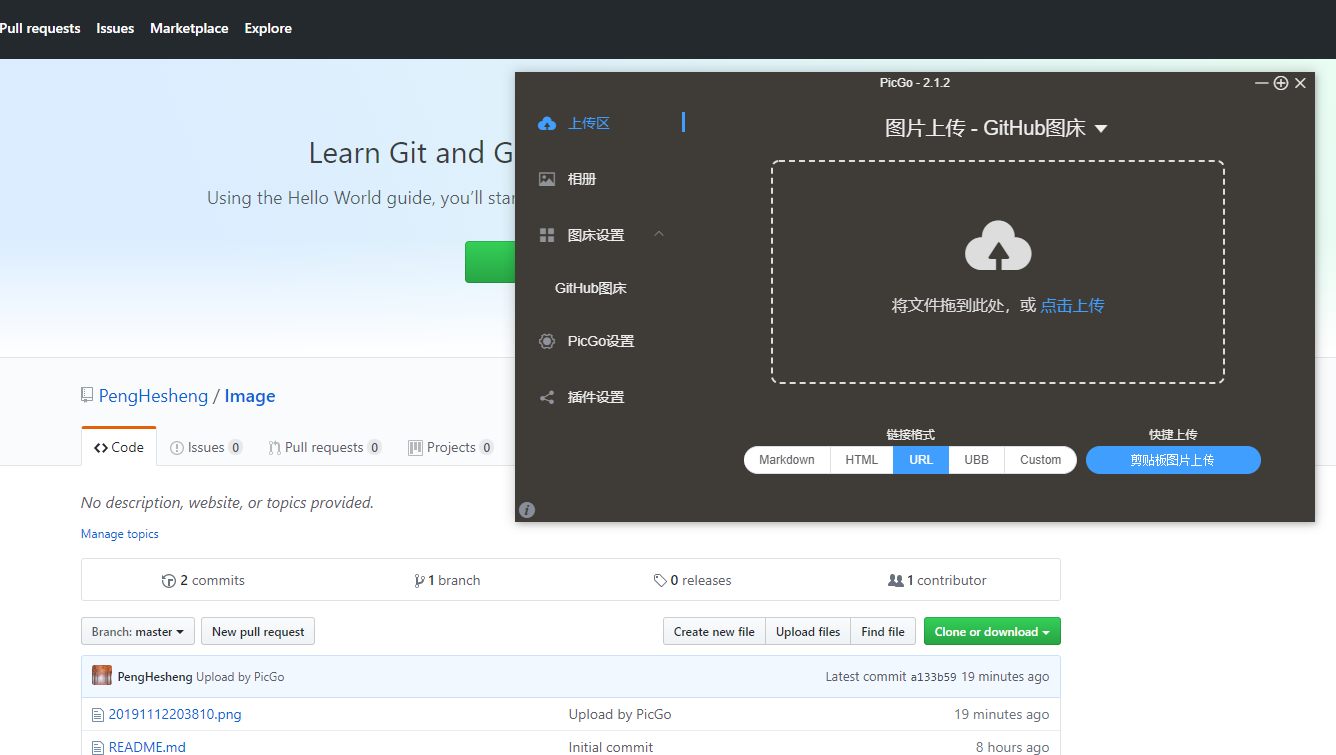 Pull requests Issues Marketplace Explore
Learn Git and G
Using the Hello World guide, you'll star
PicGo - 2.1.2
上传区
相册
图床设置
GitHub图床
PicGo设置
插件设置
图片上传 - GitHub图床
将文件拖到此处，或 点击上传
链接格式
快捷上传
Markdown HTML URL UBB Custom
剪贴板图片上传
PengHesheng / Image
Code Issues 0 Pull requests 0 Projects 0
No description, website, or topics provided.
Manage topics
2 commits 1 branch 0 releases 1 contributor
Branch: master New pull request Create new file Upload files Find file Clone or download
PengHesheng Upload by PicGo Latest commit a133b59 19 minutes ago
20191112203810.png Upload by PicGo 19 minutes ago
README.md Initial commit 8 hours ago